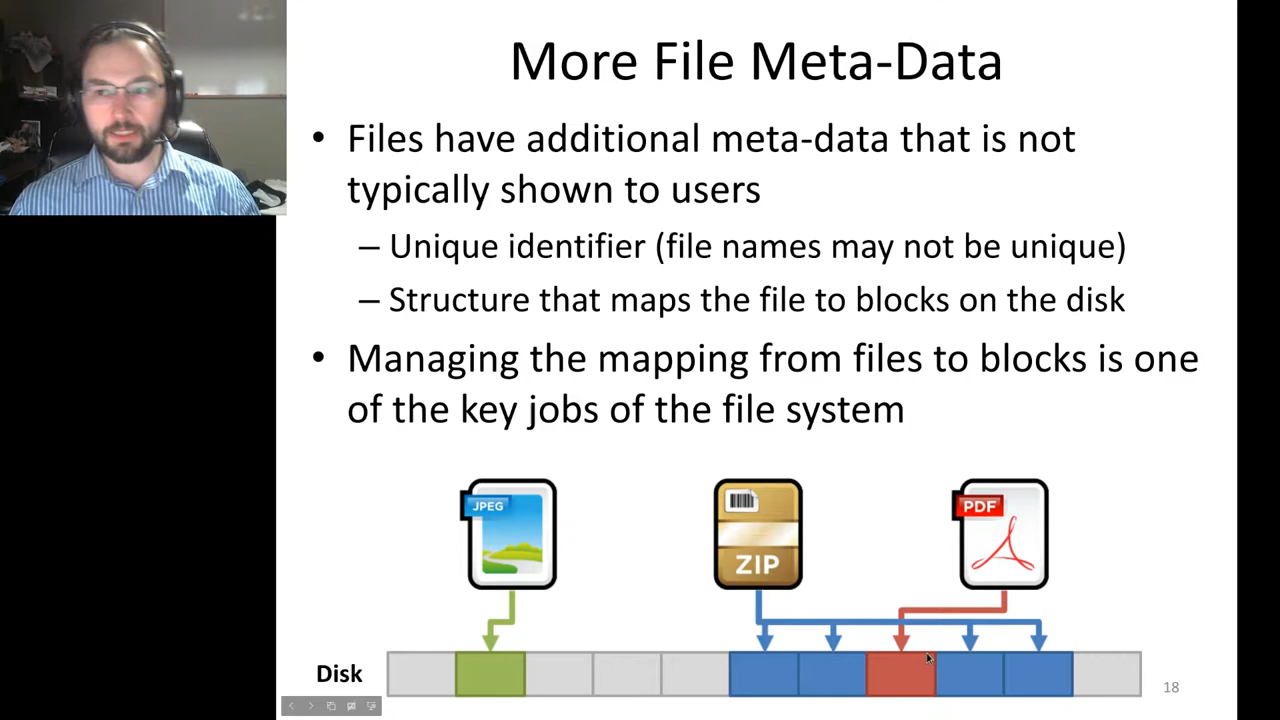 More File Meta-Data
• Files have additional meta-data that is not
typically shown to users
– Unique identifier (file names may not be unique)
– Structure that maps the file to blocks on the disk
• Managing the mapping from files to blocks is one
of the key jobs of the file system
JPEG
ZIP
PDF
Disk
18